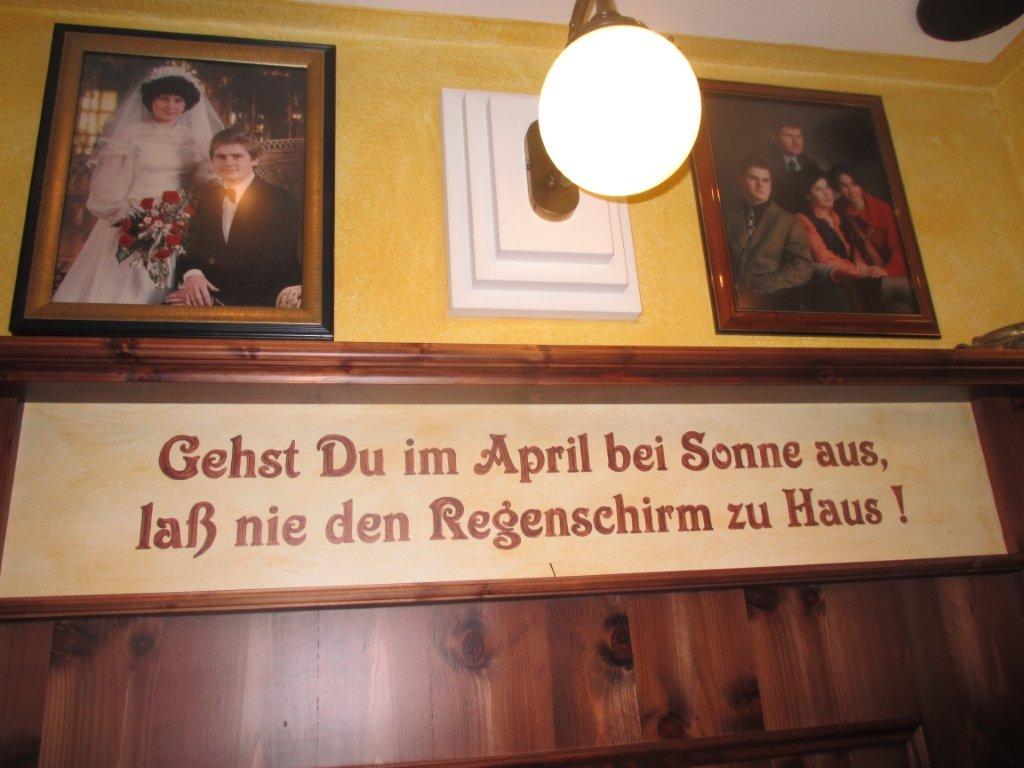 Gehst Du im April bei Sonne aus,
laß nie den Regenschirm zu Haus !